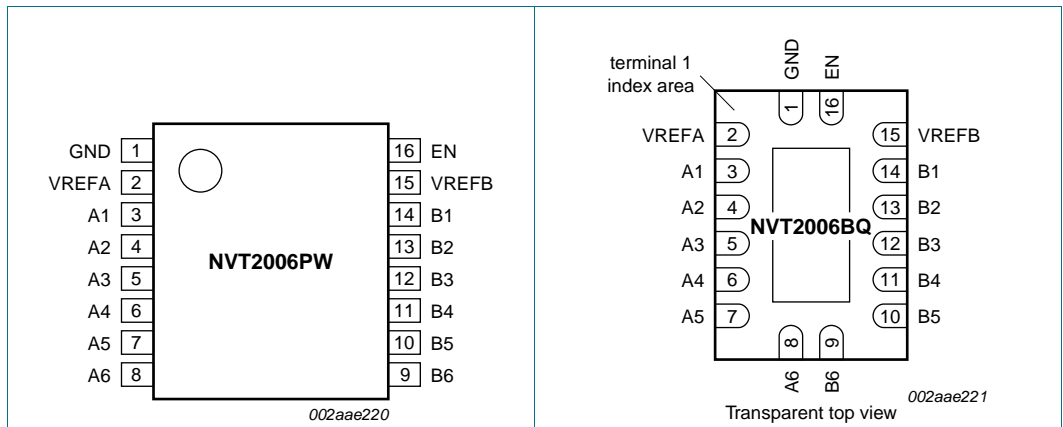 GND 1
VREFA 2
A1 3
A2 4
A3 5
A4 6
A5 7
A6 8
NVT2006PW
16 EN
15 VREFB
14 B1
13 B2
12 B3
11 B4
10 B5
9 B6
002aae220
terminal 1
index area
GND
EN
1
16
VREFA 2
A1 3
A2 4
A3 5
A4 6
A5 7
NVT2006BQ
15 VREFB
14 B1
13 B2
12 B3
11 B4
10 B5
8
9
A6
B6
002aae221
Transparent top view